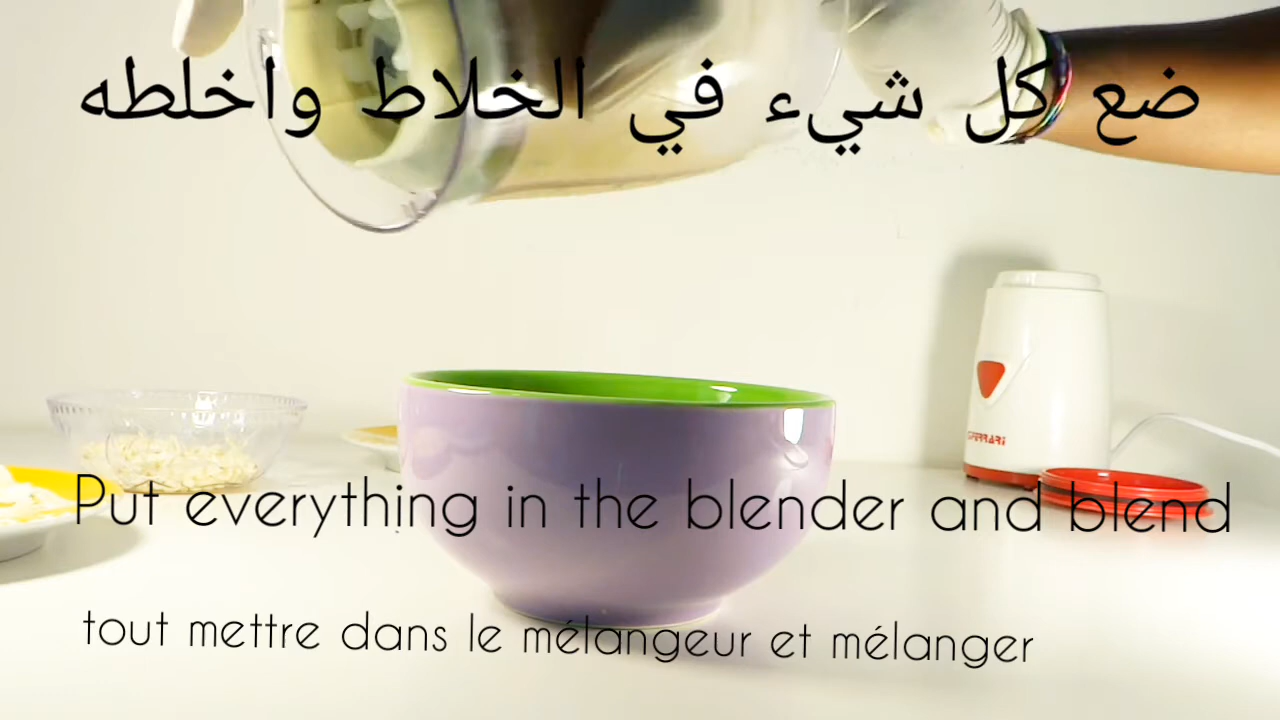 ضع كل شيء في الخلاط واخلطه
Put everything in the blender and blend
tout mettre dans le mélangeur et mélanger